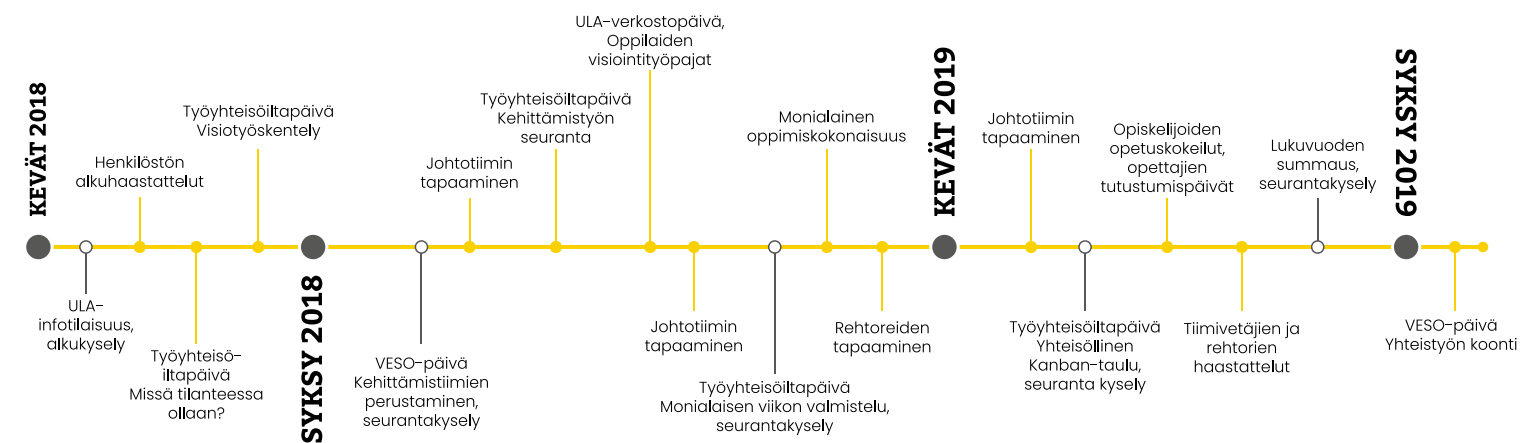 KEVÄT 2018
ULA-
infotilaisuus,
alkukysely
Henkilöstön
alkuhaastattelut
Työyhteisö-
iltapäivä
Missä tilanteessa
ollaan?
Työyhteisöiltapäivä
Visiotyöskentely
SYKSY 2018
VESO-päivä
Kehittämistiimien
perustaminen,
seurantakysely
Johtotiimin
tapaaminen
Työyhteisöiltapäivä
Kehittämistyön
seuranta
ULA-verkostopäivä,
Oppilaiden
visiointityöpajat
Johtotiimin
tapaaminen
Työyhteisöiltapäivä
Monialaisen viikon valmistelu,
seurantakysely
Monialainen
oppimiskokonaisuus
Rehtoreiden
tapaaminen
KEVÄT 2019
Johtotiimin
tapaaminen
Työyhteisöiltapäivä
Yhteisöllinen
Kanban-taulu,
seuranta kysely
Opiskelijoiden
opetuskokeilut,
opettajien
tutustumispäivät
Tiimivetäjien ja
rehtorien
haastattelut
Lukuvuoden
summaus,
seurantakysely
SYKSY 2019
VESO-päivä
Yhteistyön koonti